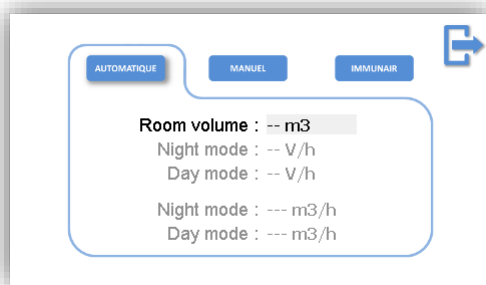 AUTOMATIQUE MANUEL IMMUNAIR
Room volume : -- m3
Night mode : -- V/h
Day mode : -- V/h
Night mode : --- m3/h
Day mode : --- m3/h